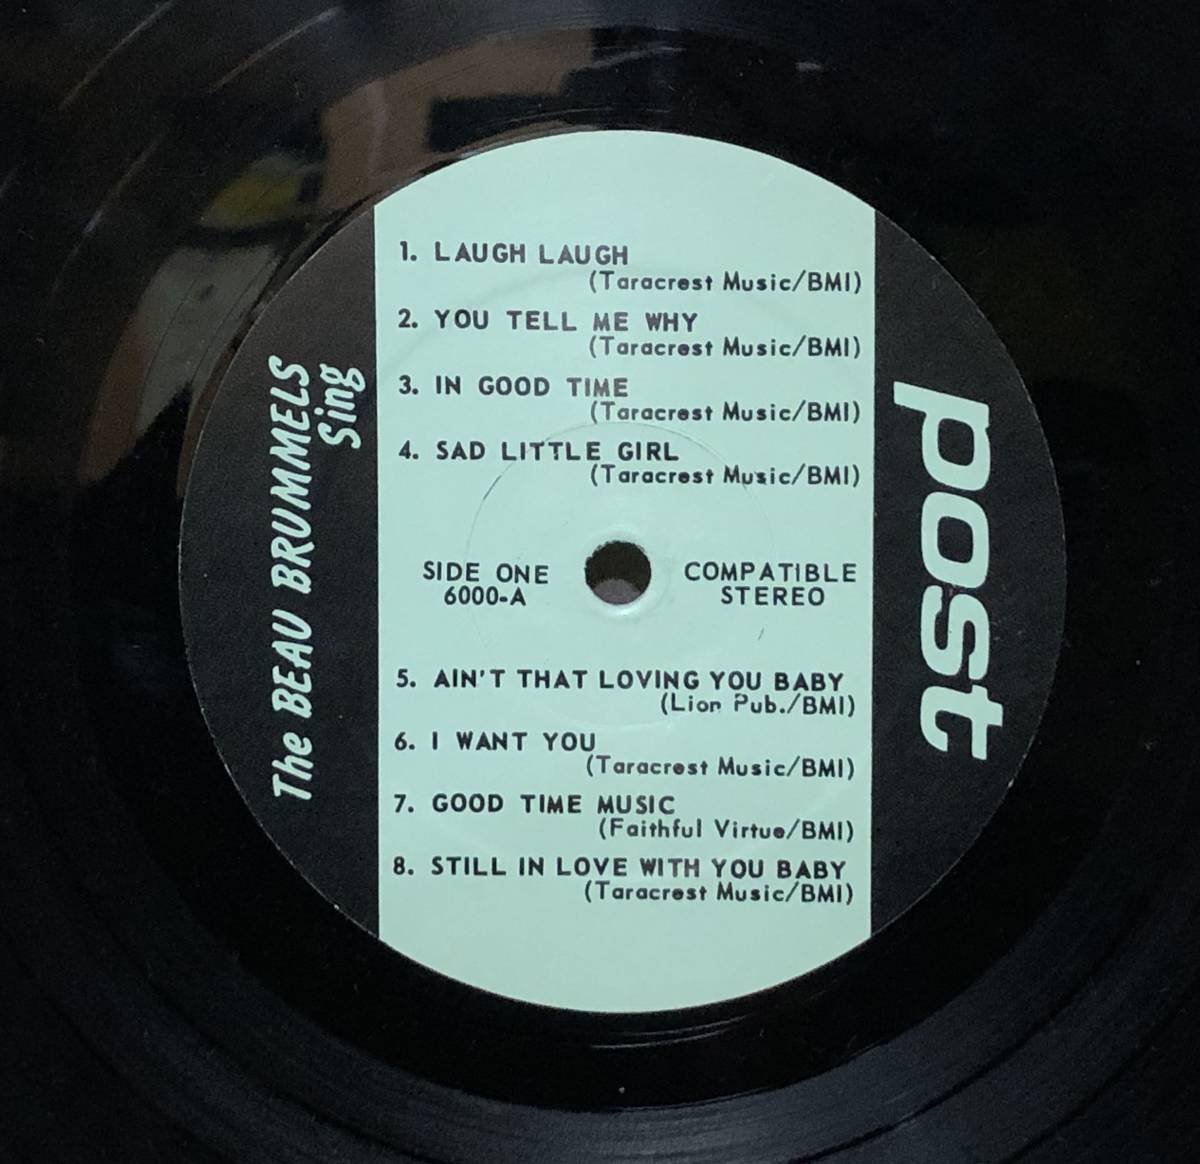 The BEAU BRUMMELS
Sing
1. LAUGH LAUGH
(Taracrest Music/BMI)
2. YOU TELL ME WHY
(Taracrest Music/BMI)
3. IN GOOD TIME
(Taracrest Music/BMI)
4. SAD LITTLE GIRL
(Taracrest Music/BMI)
SIDE ONE
6000-A
COMPATIBLE
STEREO
5. AIN'T THAT LOVING YOU BABY
(Lion Pub./BMI)
6. I WANT YOU
(Taracrest Music/BMI)
7. GOOD TIME MUSIC
(Faithful Virtue/BMI)
8. STILL IN LOVE WITH YOU BABY
(Taracrest Music/BMI)
post